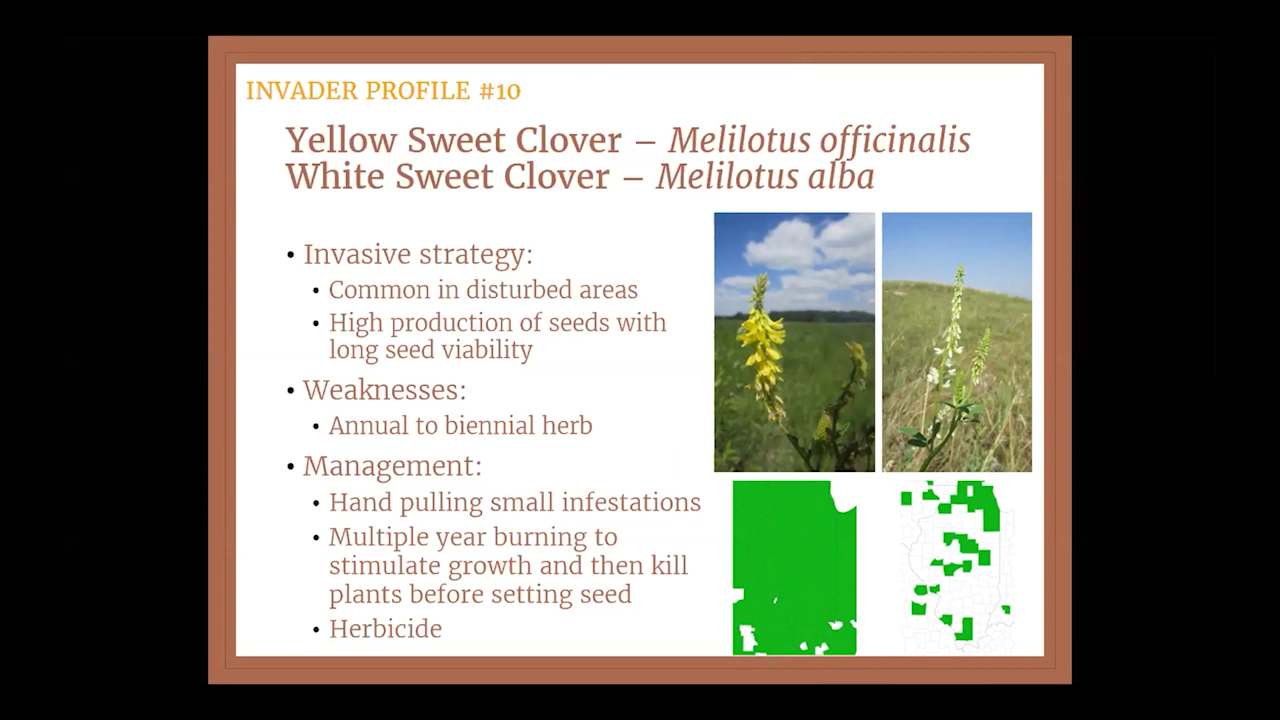 INVADER PROFILE #10
Yellow Sweet Clover – Melilotus officinalis
White Sweet Clover – Melilotus alba
• Invasive strategy:
• Common in disturbed areas
• High production of seeds with
long seed viability
• Weaknesses:
• Annual to biennial herb
• Management:
• Hand pulling small infestations
• Multiple year burning to
stimulate growth and then kill
plants before setting seed
• Herbicide